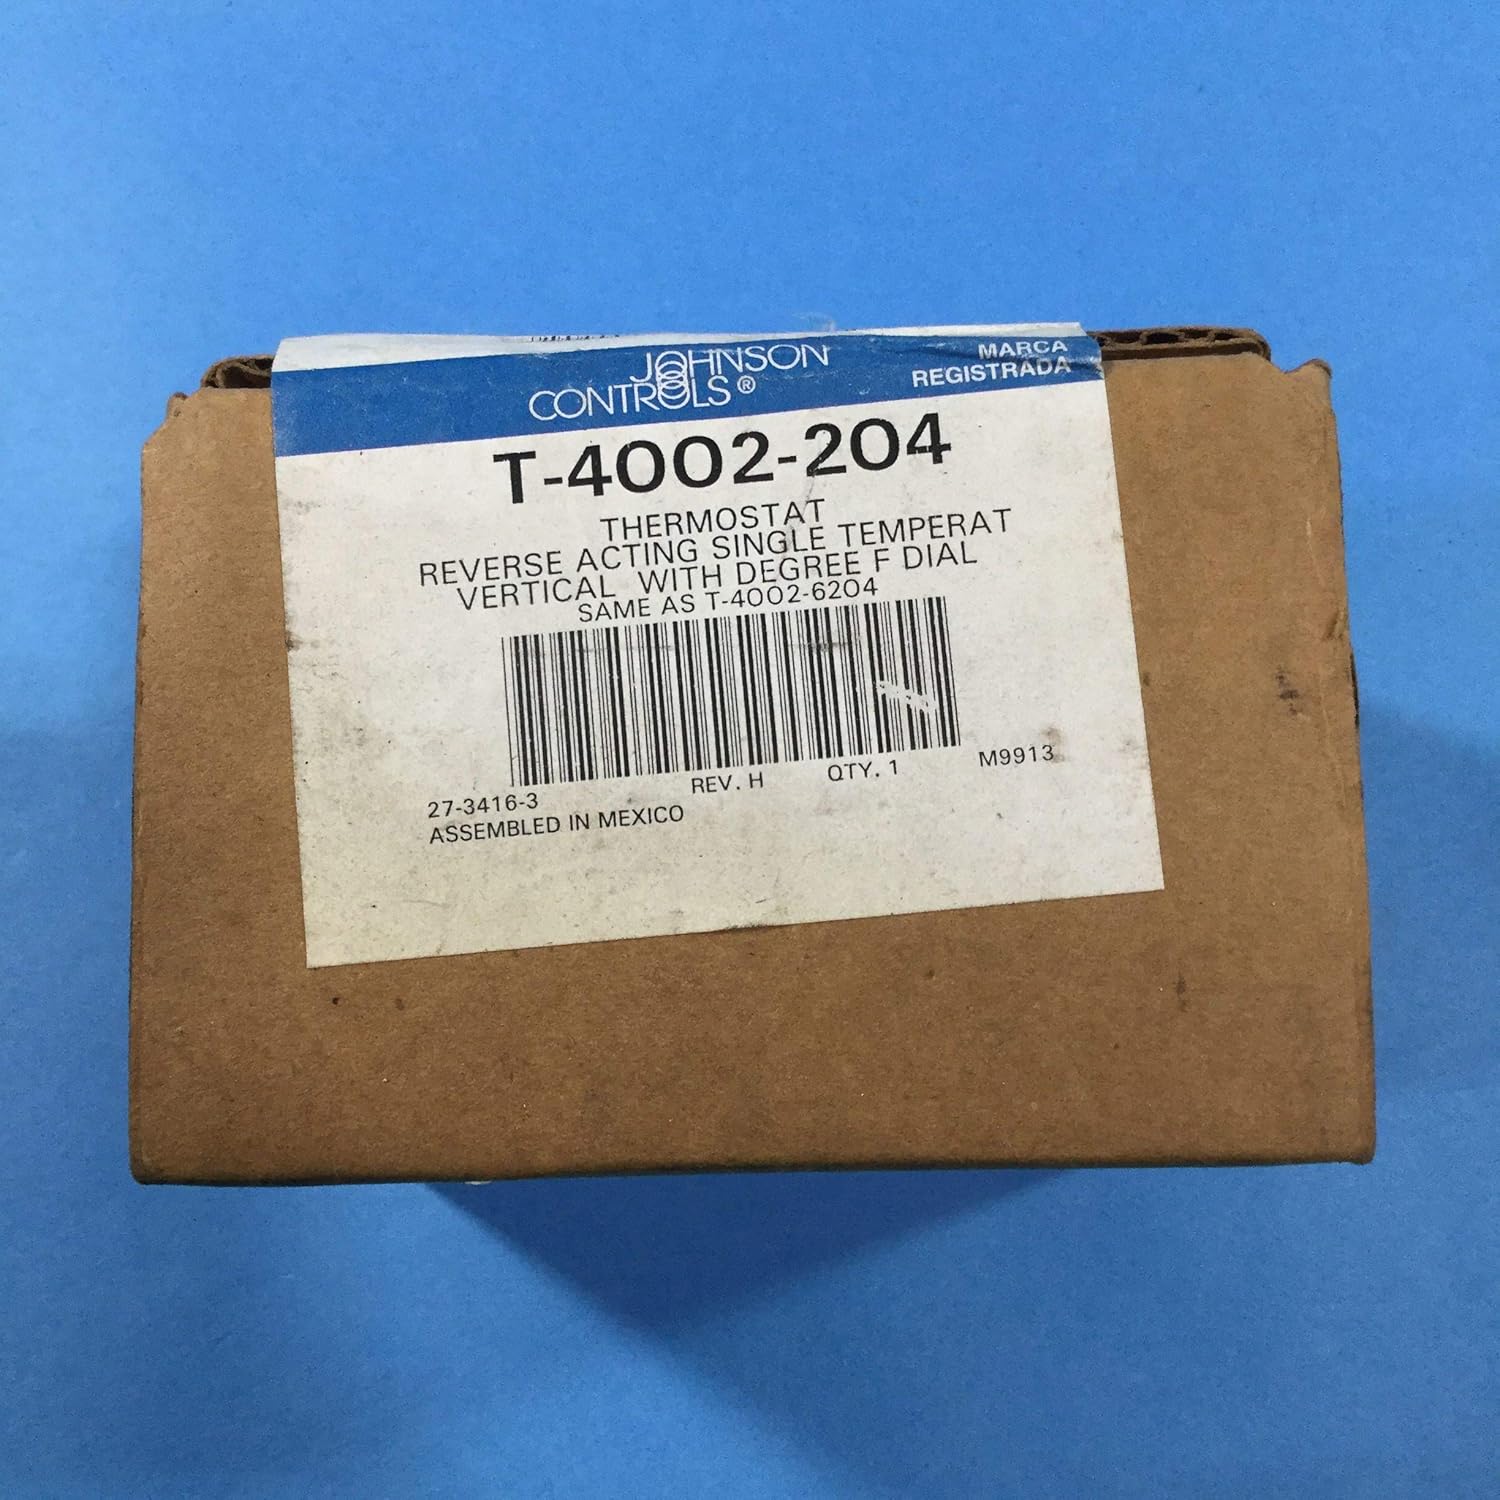 JOHNSON
CONTROLS®
MARCA
REGISTRADA
T-4002-204
THERMOSTAT
REVERSE ACTING SINGLE TEMPERAT
VERTICAL WITH DEGREE F DIAL
SAME AS T-4002-6204
27-3416-3
REV. H
QTY. 1
M9913
ASSEMBLED IN MEXICO